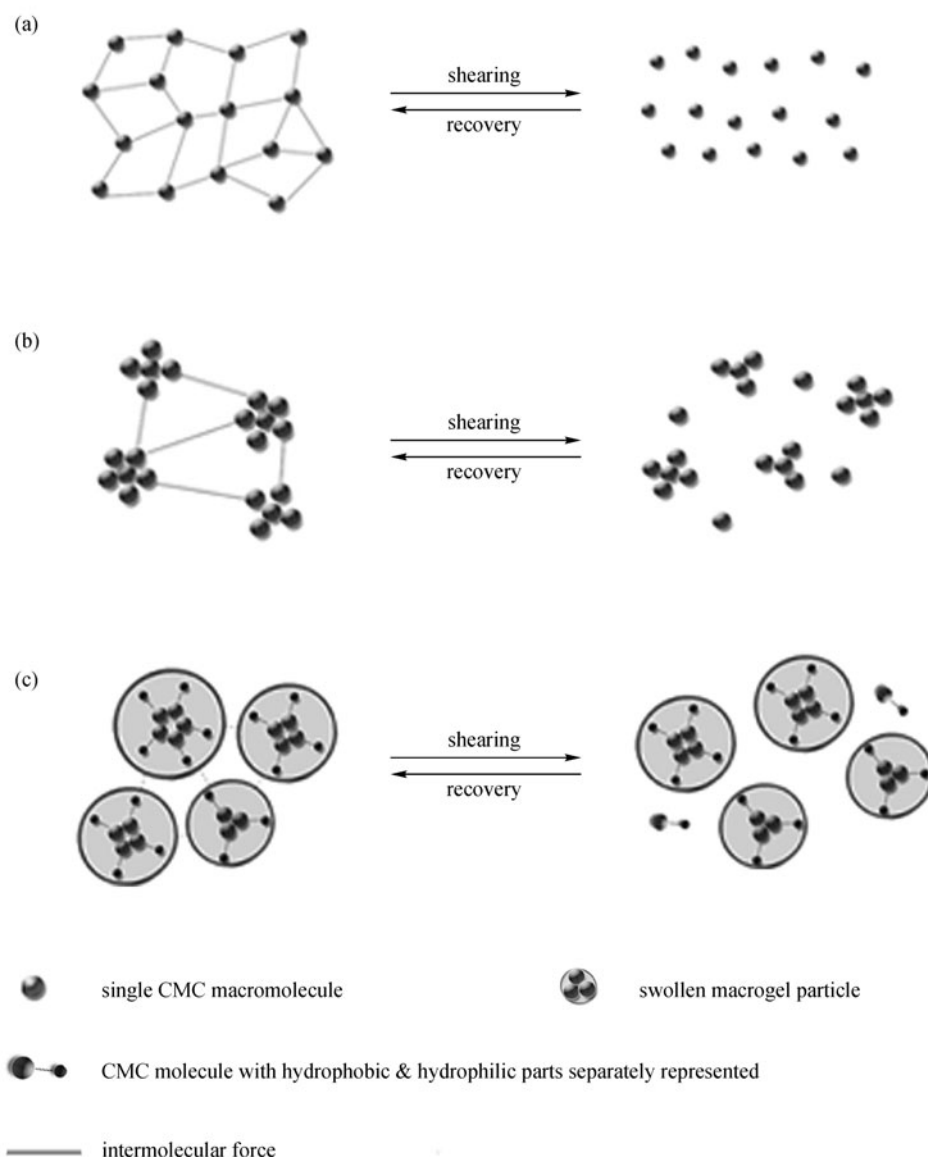 (a)
shearing
recovery
(b)
shearing
recovery
(c)
shearing
recovery
single CMC macromolecule
swollen macrogel particle
CMC molecule with hydrophobic & hydrophilic parts separately represented
intermolecular force